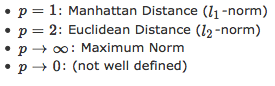 • p = 1: Manhattan Distance (l₁-norm)
• p = 2: Euclidean Distance (l₂-norm)
• p → ∞: Maximum Norm
• p → 0: (not well defined)